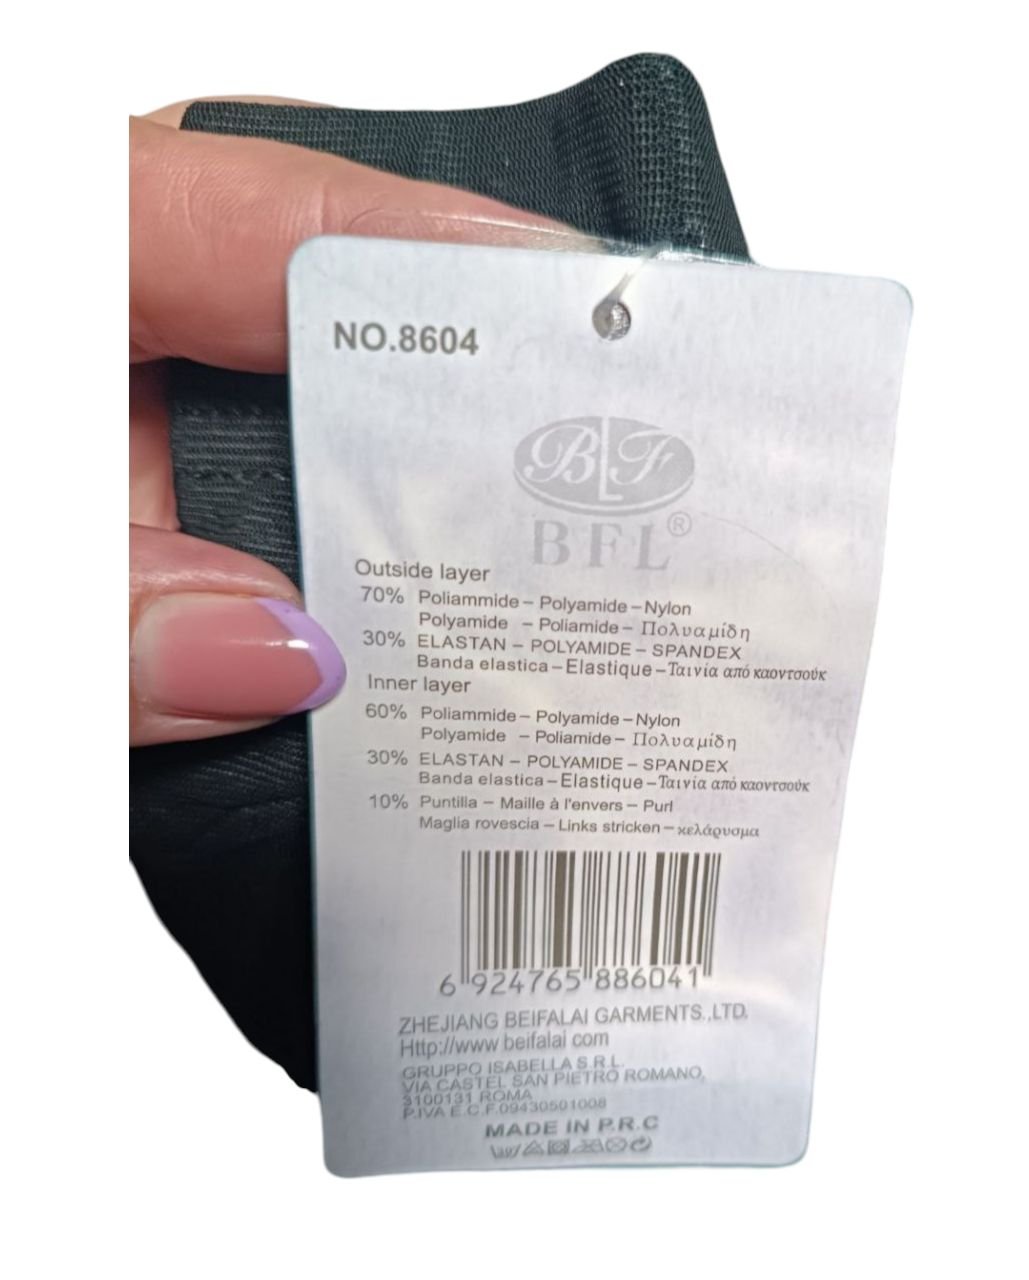 NO.8604
BLF
BFL®
Outside layer
70% Poliammide – Polyamide – Nylon
Polyamide – Poliamide – Πολυαμίδη
30% ELASTAN – POLYAMIDE – SPANDEX
Banda elastica – Elastique – Ταινία από καουτσούκ
Inner layer
60% Poliammide – Polyamide – Nylon
Polyamide – Poliamide – Πολυαμίδη
30% ELASTAN – POLYAMIDE – SPANDEX
Banda elastica – Elastique – Ταινία από καουτσούκ
10% Puntilla – Maille à l'envers – Purl
Maglia rovescia – Links stricken – κελάρυσμα
6 924765 886041
ZHEJIANG BEIFALAI GARMENTS.,LTD.
Http://www beifalai com
GRUPPO ISABELLA S.R.L.
VIA CASTEL SAN PIETRO ROMANO,
3100131 ROMA
P.IVA E.C.F.09430501008
MADE IN P.R.C